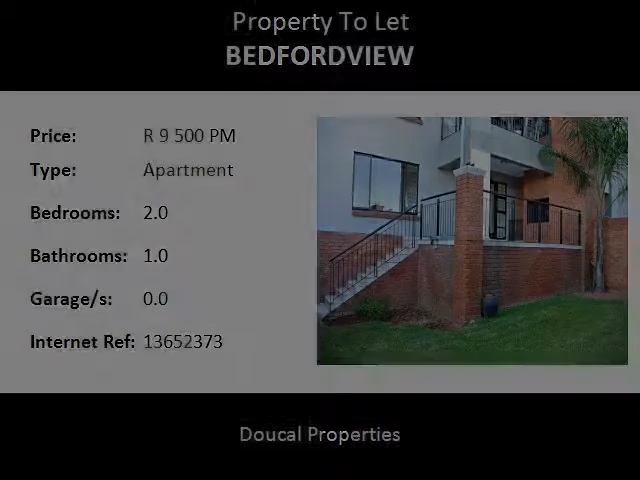 Property To Let
BEDFORDVIEW
Price: R 9 500 PM
Type: Apartment
Bedrooms: 2.0
Bathrooms: 1.0
Garage/s: 0.0
Internet Ref: 13652373
Doucal Properties